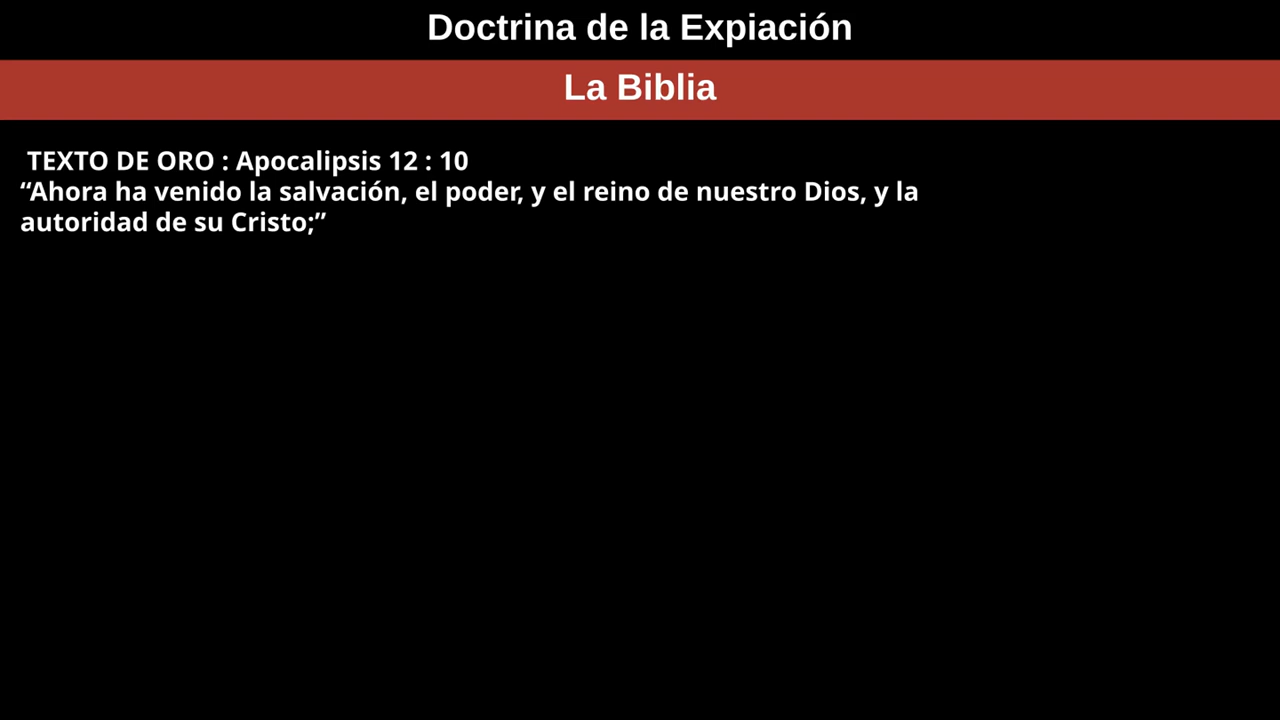 Doctrina de la Expiación
La Biblia
TEXTO DE ORO : Apocalipsis 12 : 10
“Ahora ha venido la salvación, el poder, y el reino de nuestro Dios, y la
autoridad de su Cristo;”